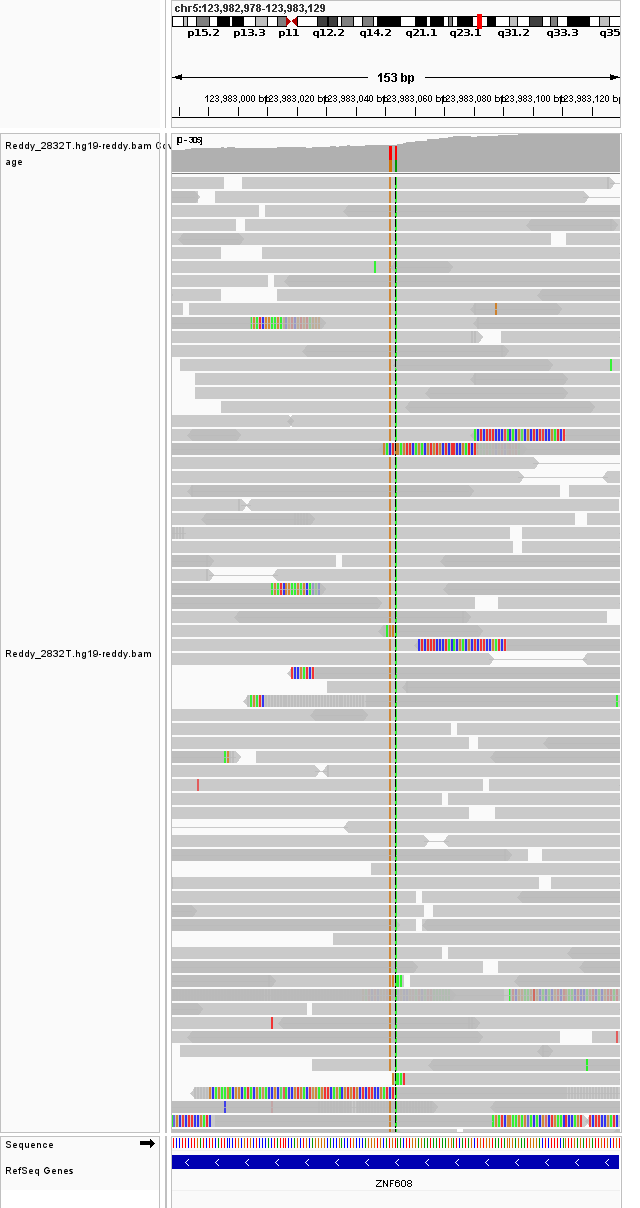 chr5:123,982,978-123,983,129
p15.2 p13.3 p11 q12.2 q14.2 q21.1 q23.1 q31.2 q33.3 q35
153 bp
123,983,000 bp 123,983,020 bp 123,983,040 bp 123,983,060 bp 123,983,080 bp 123,983,100 bp 123,983,120 bp
Reddy_2832T.hg19-reddy.bam Cov
age
Reddy_2832T.hg19-reddy.bam
Sequence
RefSeq Genes
ZNF608